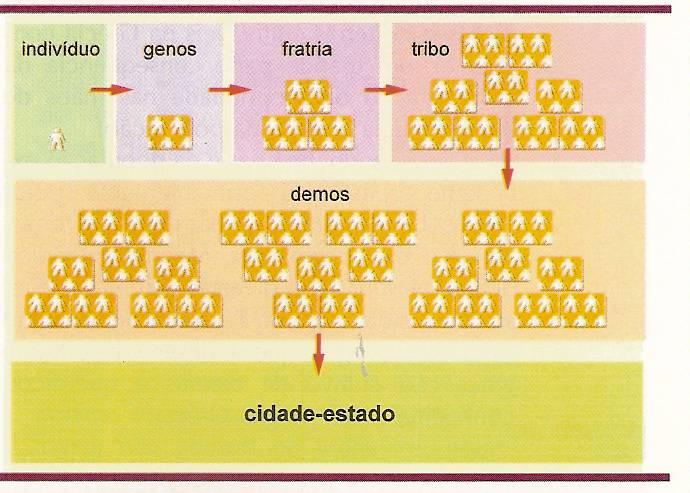 indivíduo
genos
fratria
tribo
demos
cidade-estado